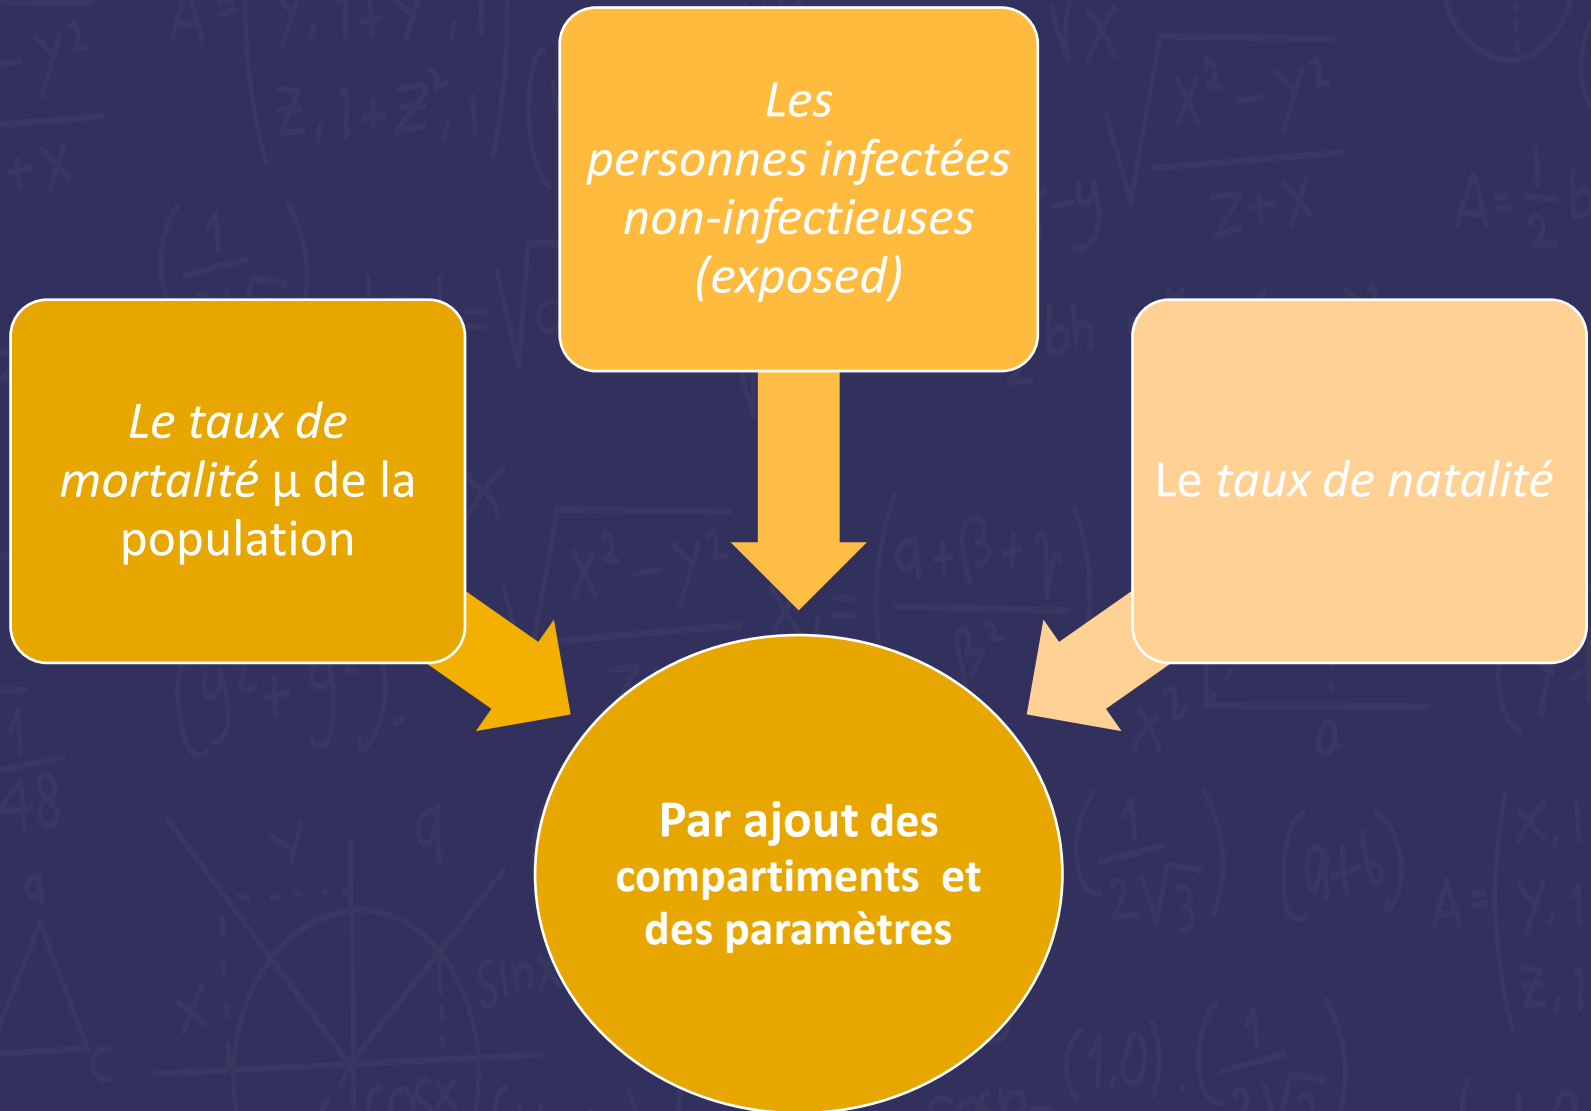 Les
personnes infectées
non-infectieuses
(exposed)
Le taux de
mortalité µ de la
population
Le taux de natalité
Par ajout des
compartiments et
des paramètres